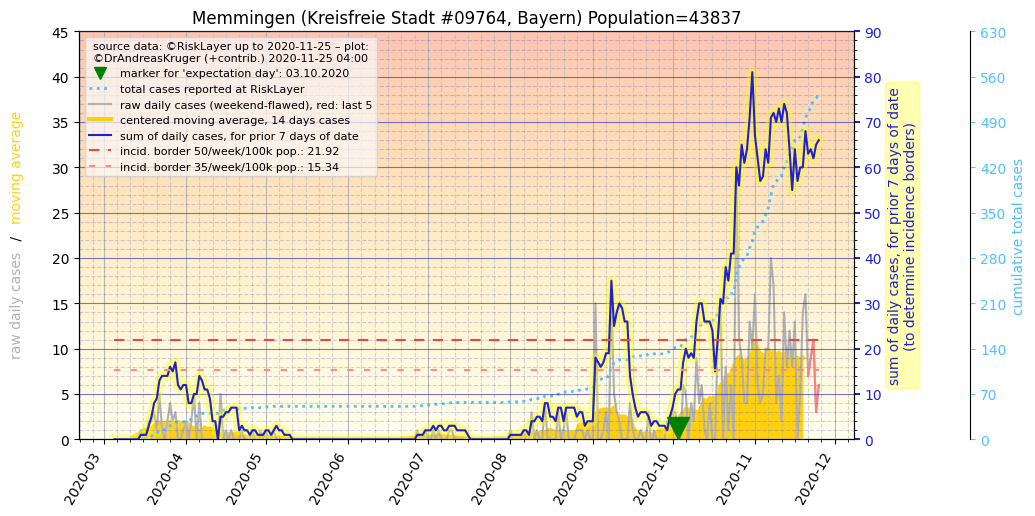 Memmingen (Kreisfreie Stadt #09764, Bayern) Population=43837
source data: ©RiskLayer up to 2020-11-25 – plot:
©DrAndreasKruger (+contrib.) 2020-11-25 04:00
marker for 'expectation day': 03.10.2020
total cases reported at RiskLayer
raw daily cases (weekend-flawed), red: last 5
centered moving average, 14 days cases
sum of daily cases, for prior 7 days of date
incid. border 50/week/100k pop.: 21.92
incid. border 35/week/100k pop.: 15.34
raw daily cases / moving average
45
40
35
30
25
20
15
10
5
0
2020-03
2020-04
2020-05
2020-06
2020-07
2020-08
2020-09
2020-10
2020-11
2020-12
90
80
70
60
50
40
30
20
10
0
sum of daily cases, for prior 7 days of date
(to determine incidence borders)
630
560
490
420
350
280
210
140
70
0
cumulative total cases